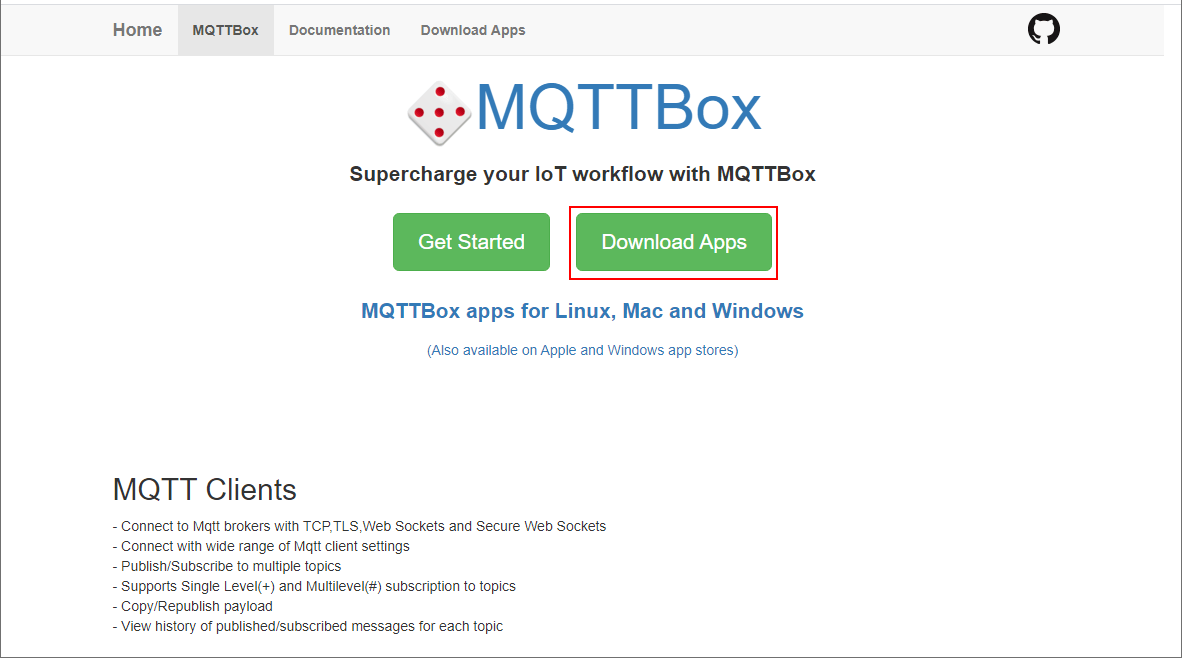 Home MQTTBox Documentation Download Apps
MQTTBox
Supercharge your IoT workflow with MQTTBox
Get Started Download Apps
MQTTBox apps for Linux, Mac and Windows
(Also available on Apple and Windows app stores)
MQTT Clients
- Connect to Mqtt brokers with TCP,TLS,Web Sockets and Secure Web Sockets
- Connect with wide range of Mqtt client settings
- Publish/Subscribe to multiple topics
- Supports Single Level(+) and Multilevel(#) subscription to topics
- Copy/Republish payload
- View history of published/subscribed messages for each topic